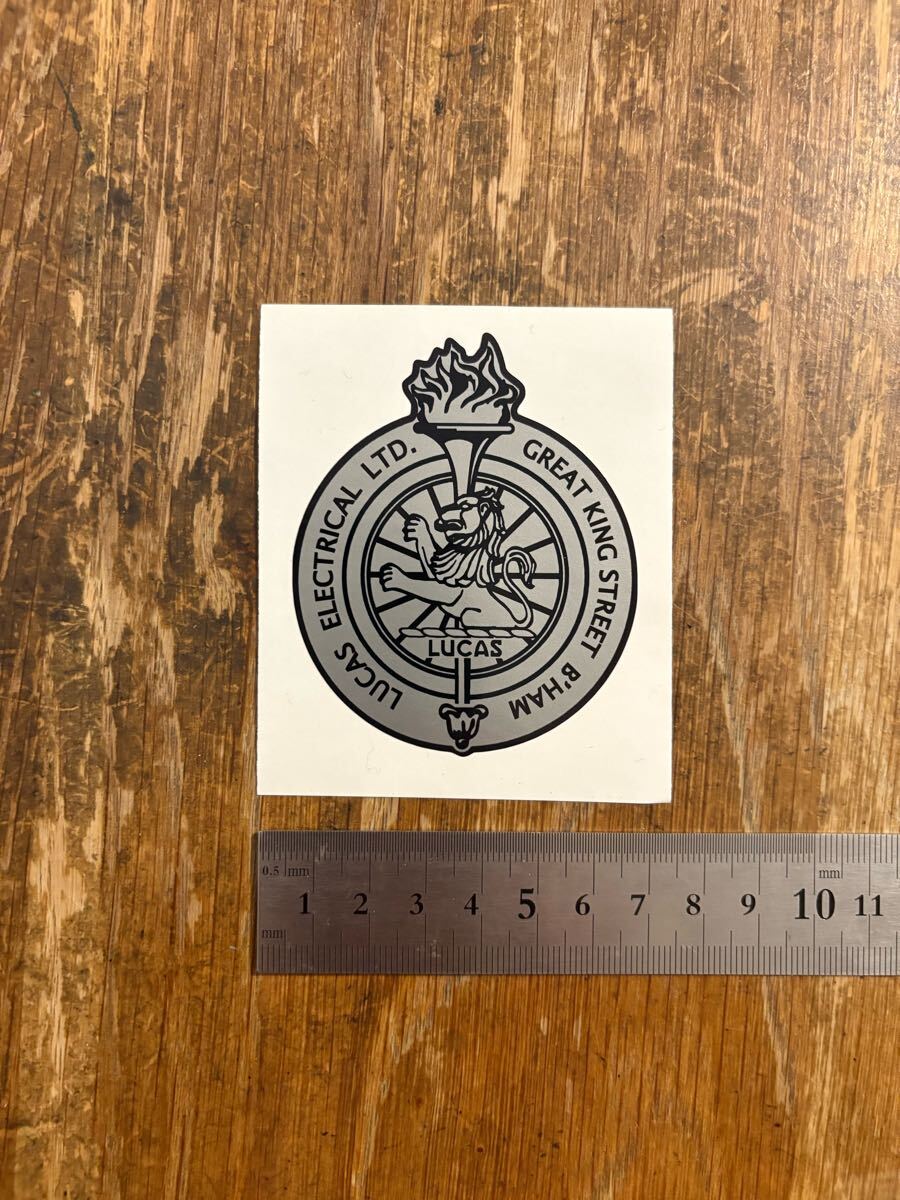 LUCAS ELECTRICAL LTD.
GREAT KING STREET B'HAM
LUCAS
0.5 mm
mm
1 2 3 4 5 6 7 8 9 10 11
mm